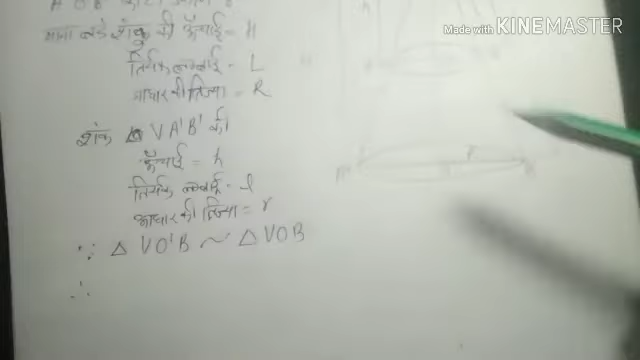 Made with KINEMASTER
माना बड़े शंकु की ऊँचाई = H
तिर्यक लम्बाई = L
आधार की त्रिज्या = R
शंकु VA'B' की
ऊँचाई = h
तिर्यक लम्बाई = l
आधार की त्रिज्या = r
∵ △ VO'B ~ △ VOB
∴